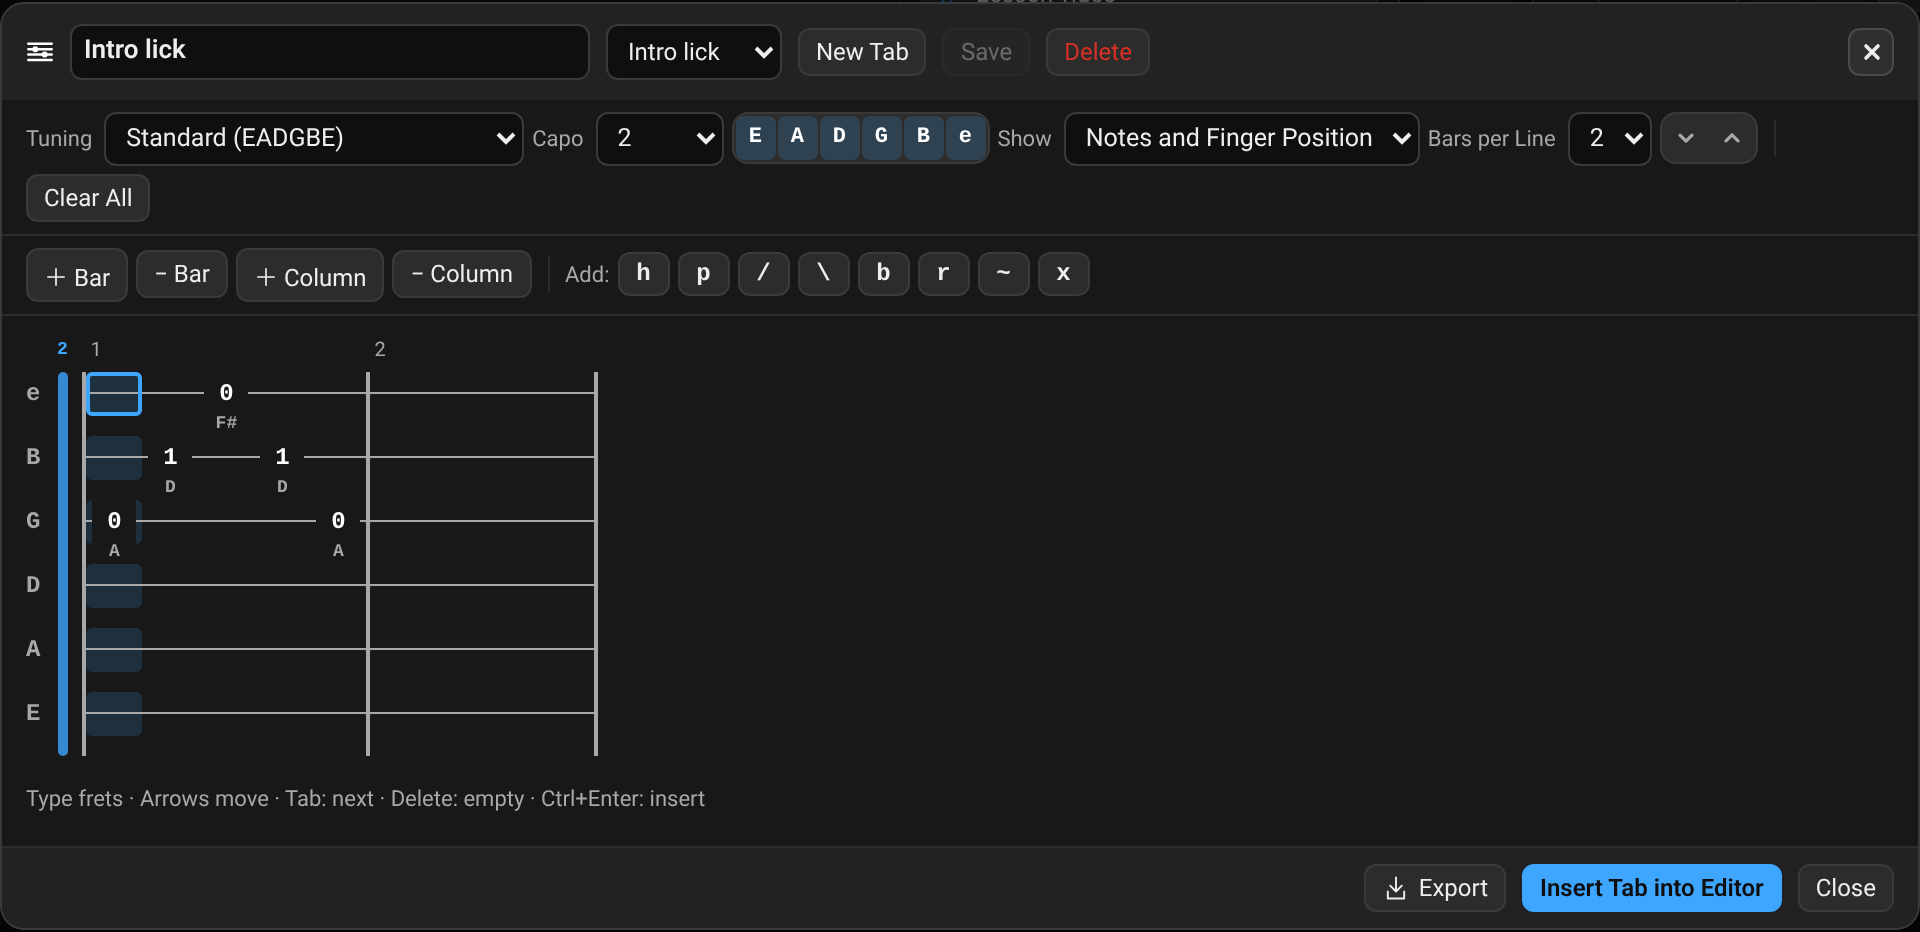 Intro lick Intro lick New Tab Save Delete
Tuning Standard (EADGBE) Capo 2 E A D G B e Show Notes and Finger Position Bars per Line 2
Clear All
+ Bar - Bar + Column - Column Add: h p / \ b r ~ x
2 1 2
e 0
F#
B 1 1
D D
G 0 0
A A
D
A
E
Type frets · Arrows move · Tab: next · Delete: empty · Ctrl+Enter: insert
Export Insert Tab into Editor Close